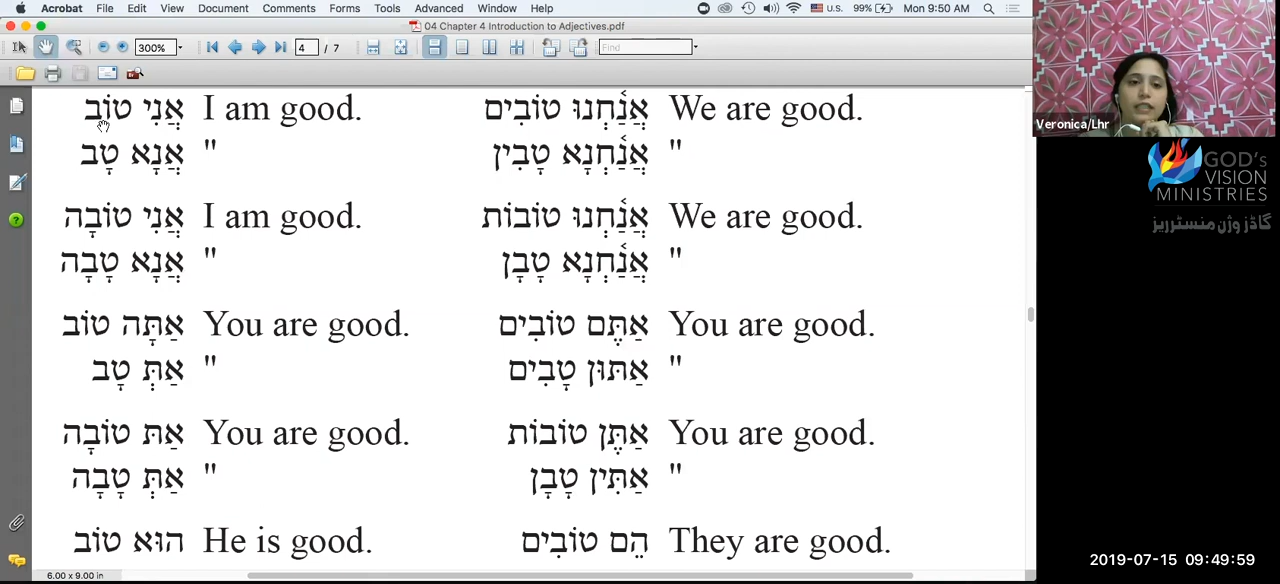 Acrobat File Edit View Document Comments Forms Tools Advanced Window Help U.S. 99% Mon 9:50 AM
04 Chapter 4 Introduction to Adjectives.pdf
300% 4 / 7 Find
אֲנִי טוֹב I am good. אֲנַ֫חְנוּ טוֹבִים We are good.
אֲנָא טָב " אֲנַ֫חְנָא טָבִין "
אֲנִי טוֹבָה I am good. אֲנַ֫חְנוּ טוֹבוֹת We are good.
אֲנָא טָבָה " אֲנַ֫חְנָא טָבָן "
אַתָּה טוֹב You are good. אַתֶּם טוֹבִים You are good.
אַתְּ טָב " אַתּוּן טָבִים "
אַתּ טוֹבָה You are good. אַתֶּן טוֹבוֹת You are good.
אַתְּ טָבָה " אַתִּין טָבָן "
הוּא טוֹב He is good. הֵם טוֹבִים They are good.
6.00 x 9.00 in
Veronica/Lhr
GOD's
VISION
MINISTRIES
گاڈز وژن منسٹریز
2019-07-15 09:49:59